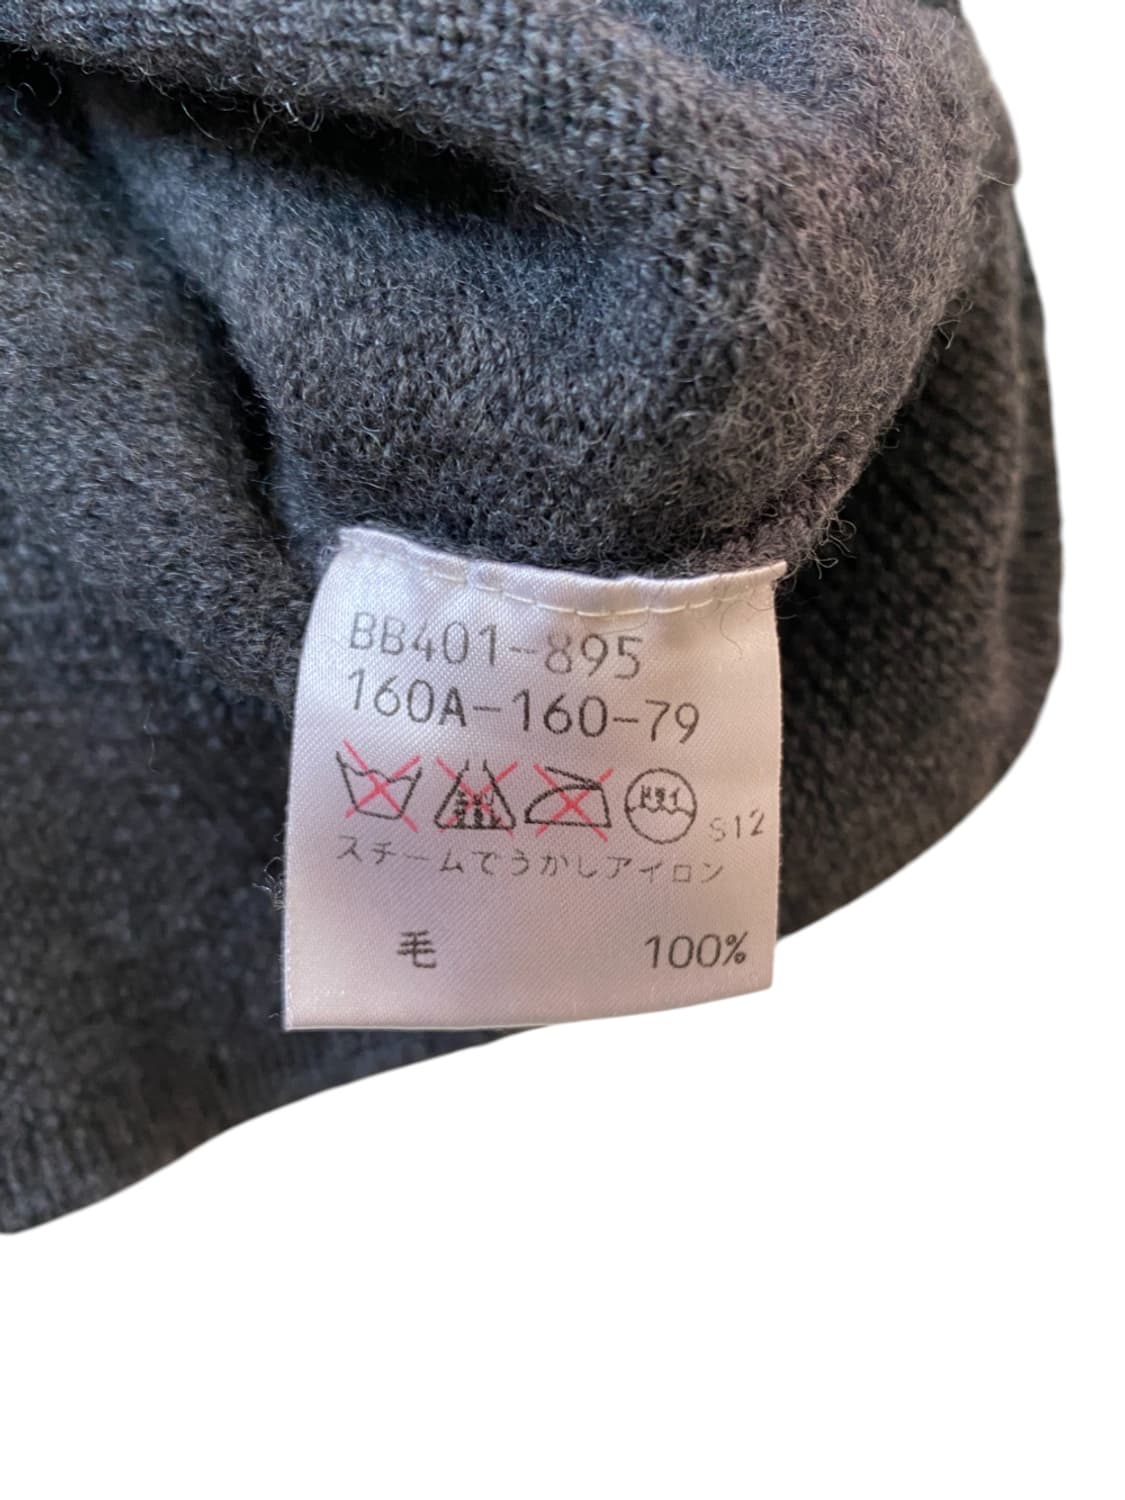 BB401-895
160A-160-79
ドライ S12
スチームでうかしアイロン
毛 100%